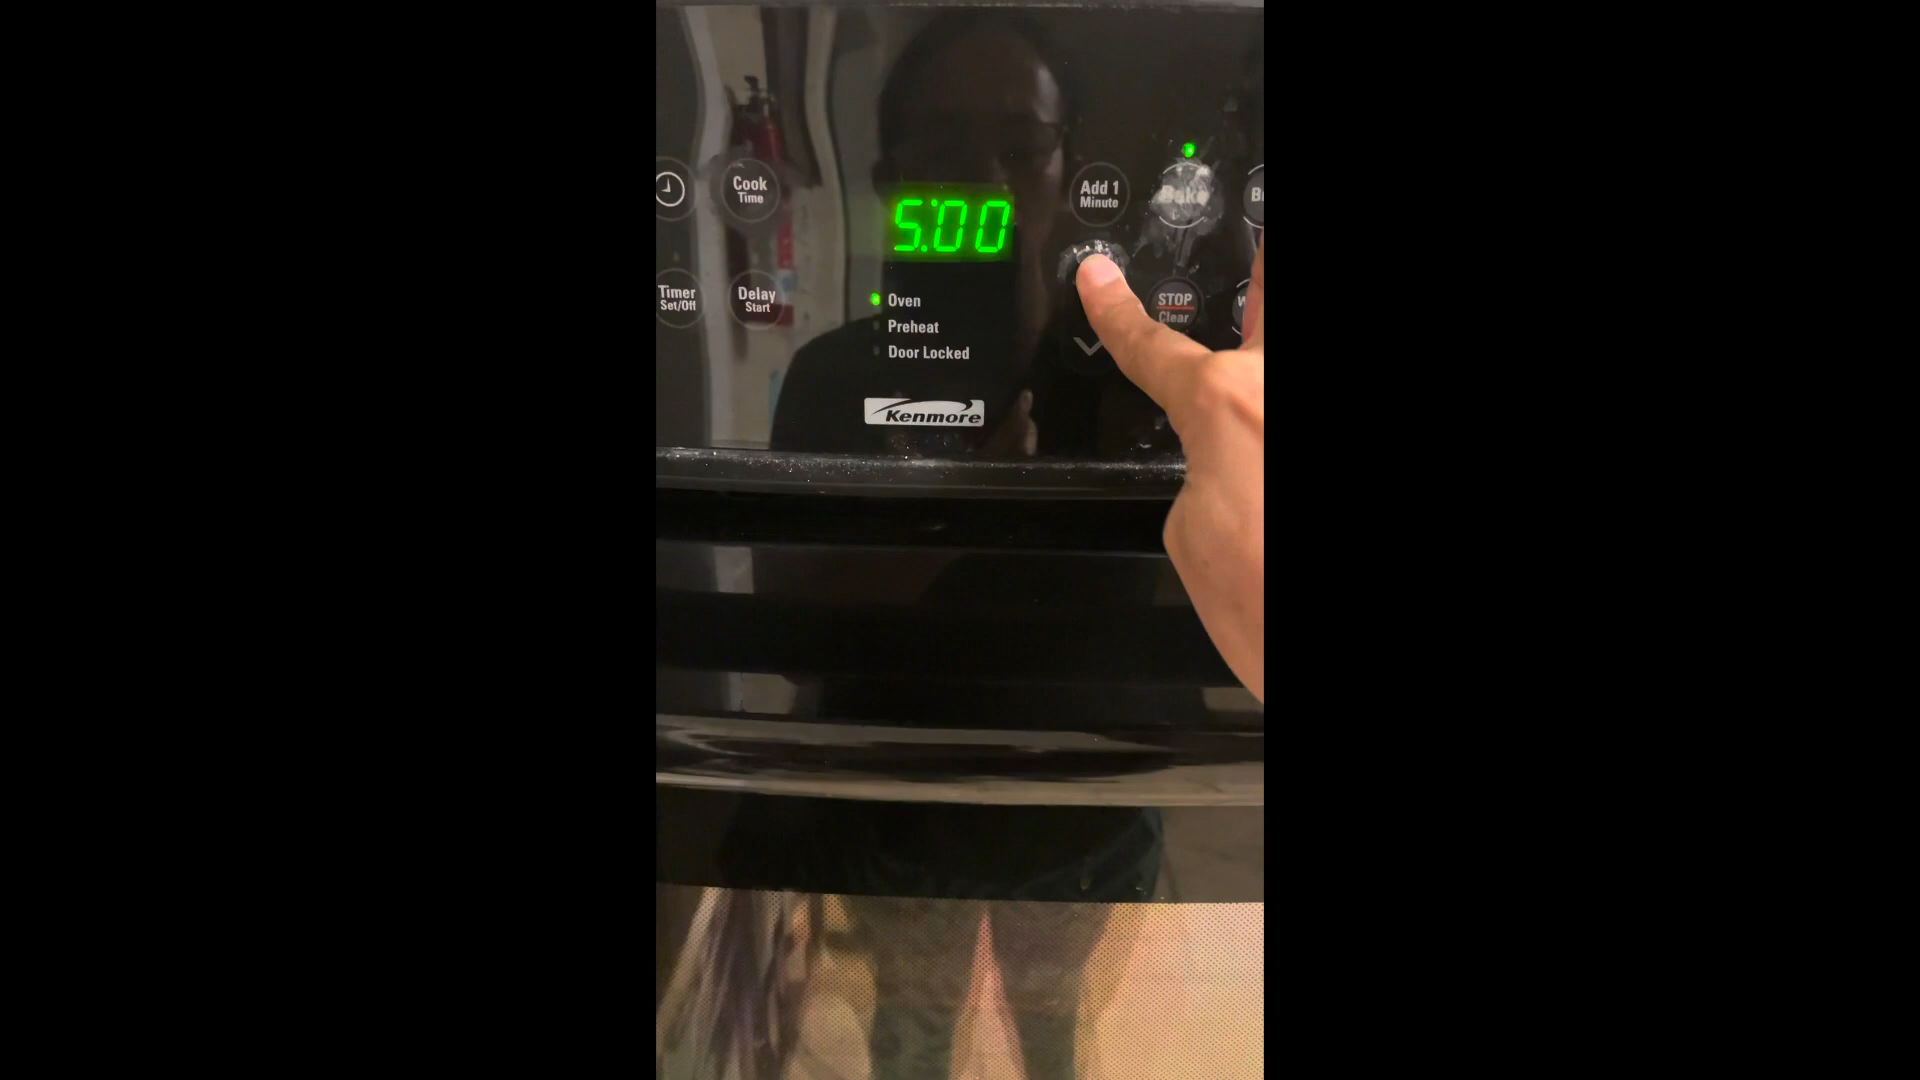 Cook
Time
5:00
Add 1
Minute
Bake
B
Timer
Set/Off
Delay
Start
Oven
Preheat
Door Locked
STOP
Clear
Kenmore